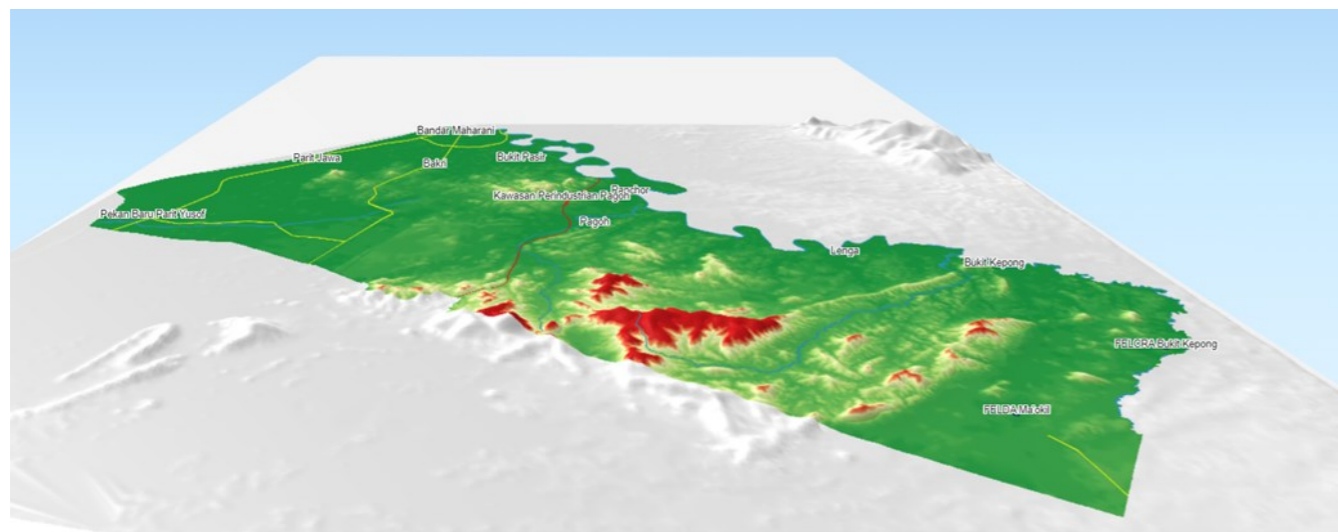 Bandar Maharani
Parit Jawa
Bakri
Bukit Pasir
Panchor
Kawasan Perindustrian Pagoh
Pekan Baru Parit Yusof
Pagoh
Lenga
Bukit Kepong
FELCRA Bukit Kepong
FELDA Maokil